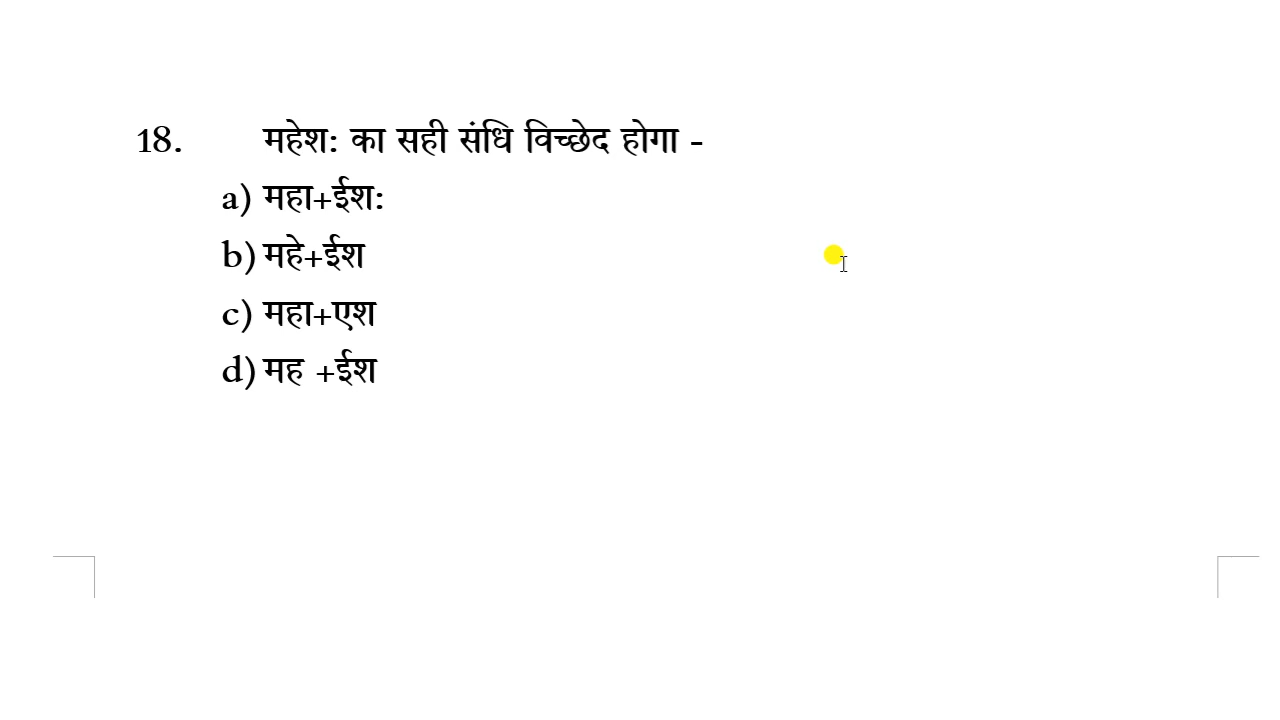 18. महेश: का सही संधि विच्छेद होगा -
a) महा+ईश:
b) महे+ईश
c) महा+एश
d) मह +ईश